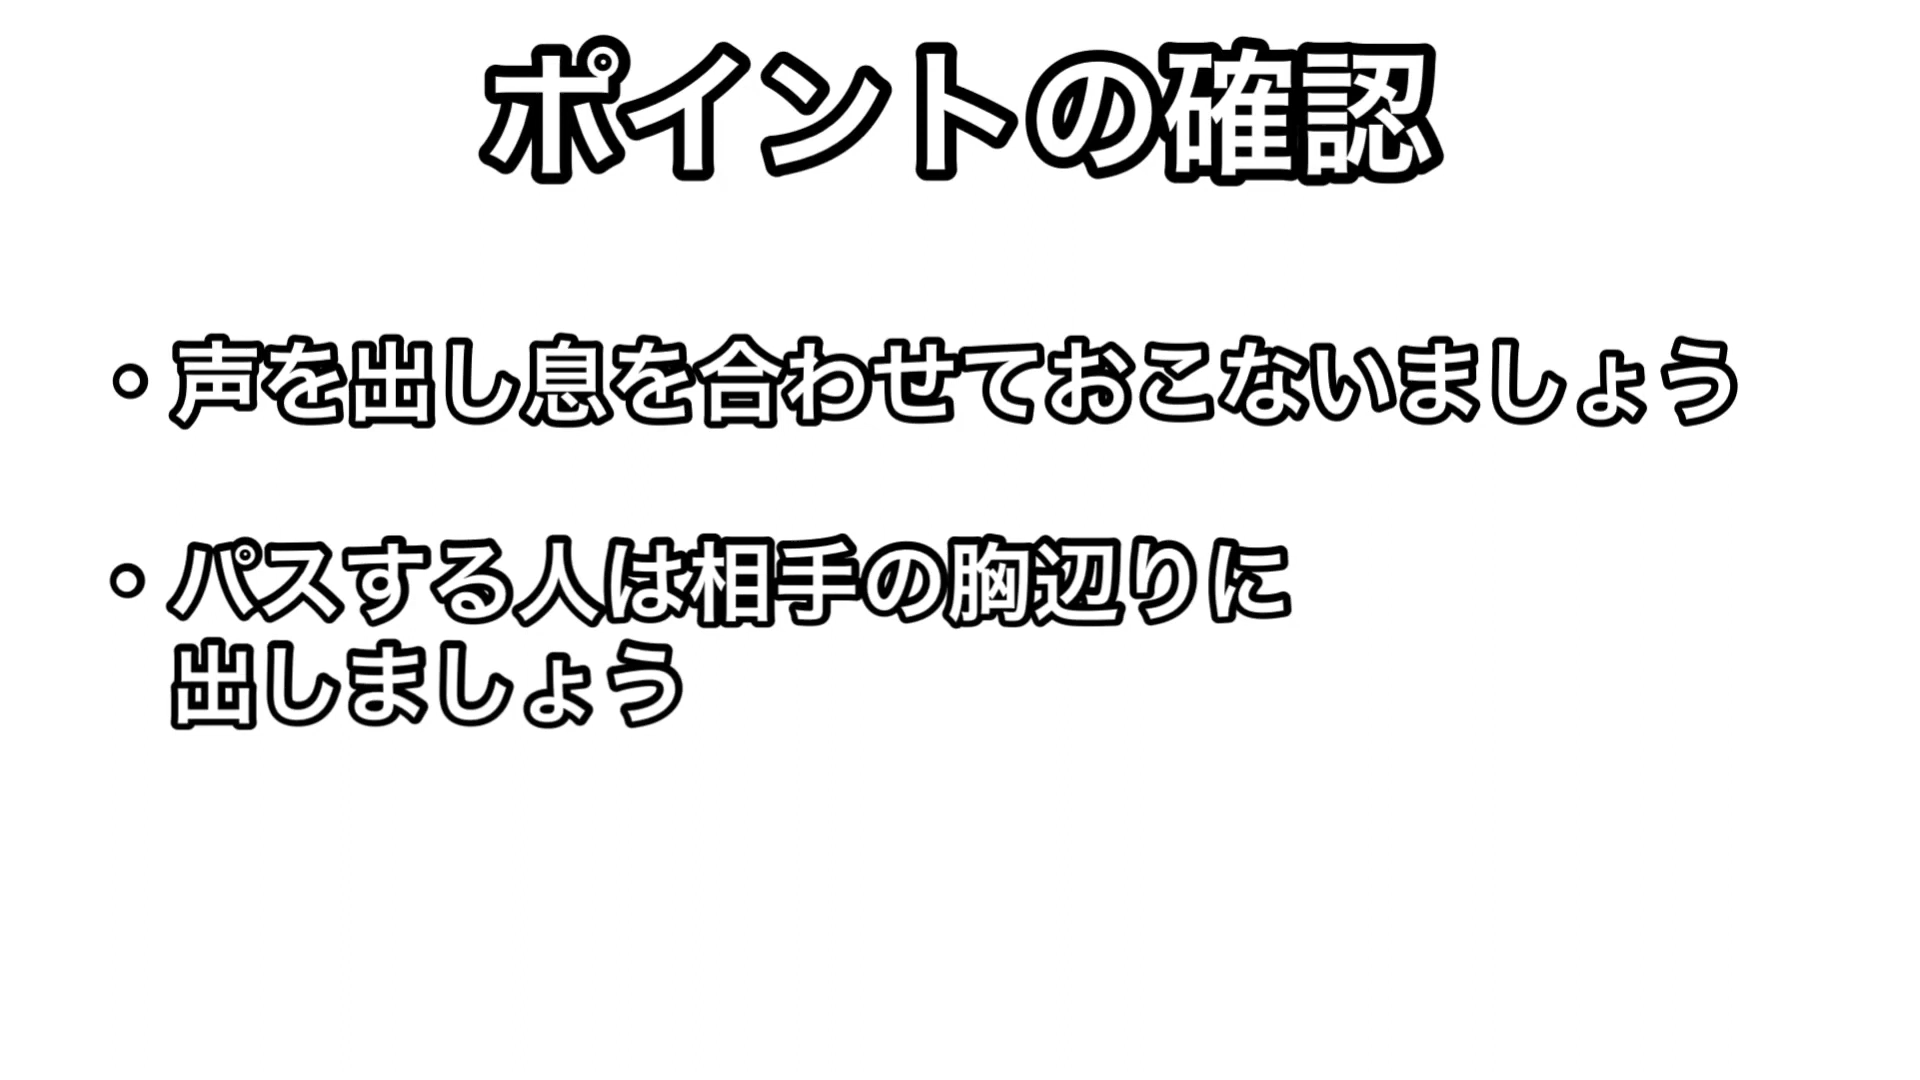 ポイントの確認
・声を出し息を合わせておこないましょう
・パスする人は相手の胸辺りに
出しましょう